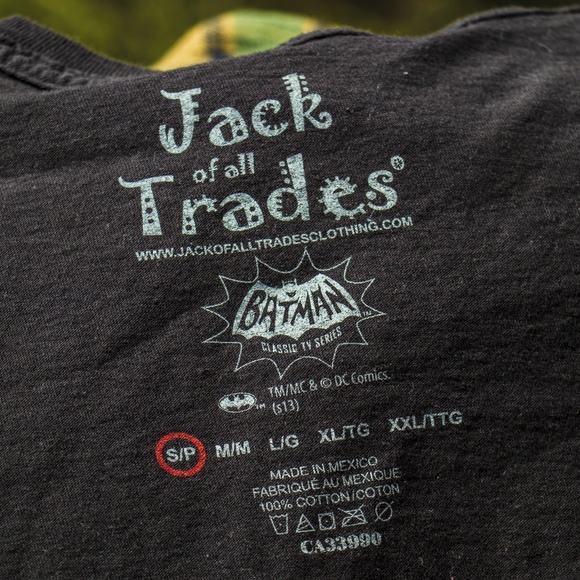 Jack
of all
Trades®
WWW.JACKOFALLTRADESCLOTHING.COM
BATMAN™
CLASSIC TV SERIES
TM/MC & © DC Comics.
(s13)
S/P M/M L/G XL/TG XXL/TTG
MADE IN MEXICO
FABRIQUÉ AU MEXIQUE
100% COTTON/COTON
CA33990